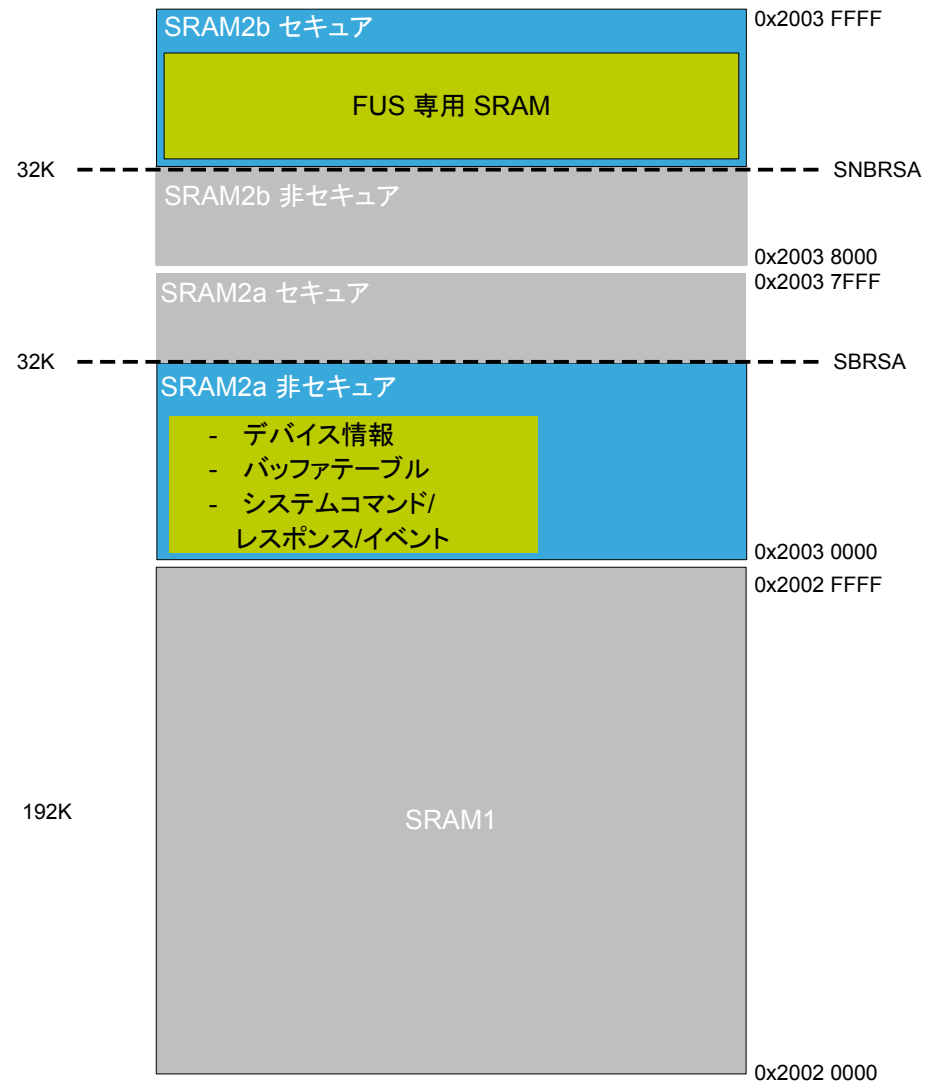 SRAM2b セキュア
0x2003 FFFF
FUS 専用 SRAM
32K
SNBRSA
SRAM2b 非セキュア
0x2003 8000
0x2003 7FFF
SRAM2a セキュア
32K
SBRSA
SRAM2a 非セキュア
- デバイス情報
- バッファテーブル
- システムコマンド/
レスポンス/イベント
0x2003 0000
0x2002 FFFF
192K
SRAM1
0x2002 0000